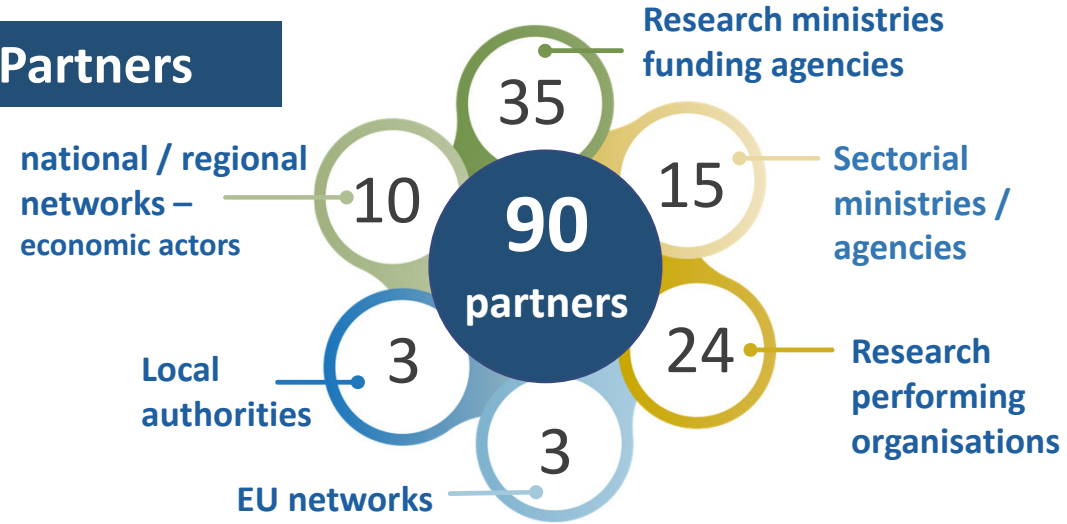 Partners
Research ministries
funding agencies
35
national / regional
networks –
economic actors
10
15
Sectorial
ministries /
agencies
90
partners
Local
authorities
3
24
Research
performing
organisations
3
EU networks